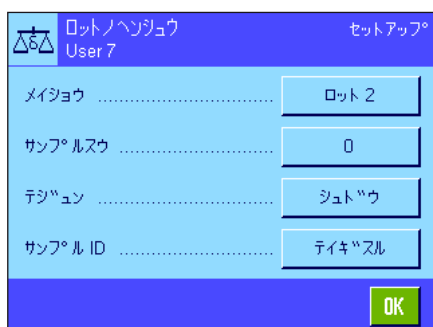 ロットノヘンシュウ セットアップ
User 7
メイショウ ................................ ロット 2
サンプルスウ ............................ 0
テジュン ................................ シュドウ
サンプル ID ............................ テイギスル
OK